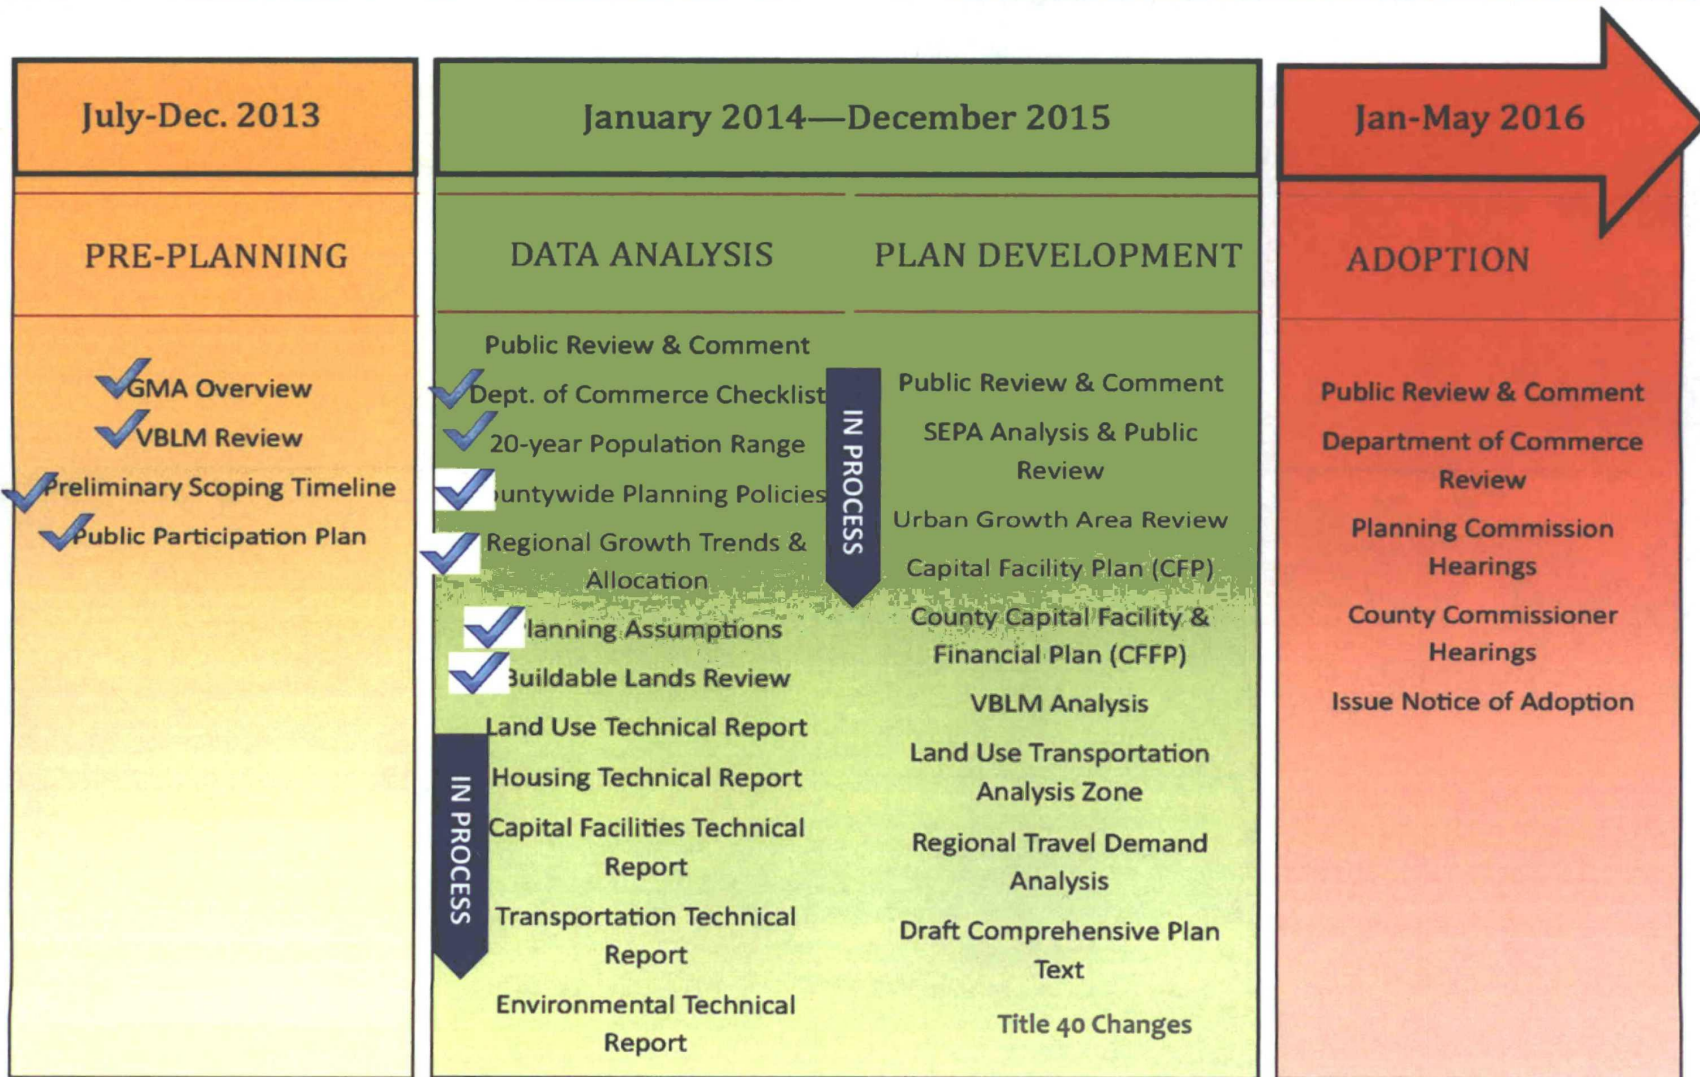 July-Dec. 2013
January 2014—December 2015
Jan-May 2016
PRE-PLANNING
DATA ANALYSIS
PLAN DEVELOPMENT
ADOPTION
GMA Overview
VBLM Review
Preliminary Scoping Timeline
Public Participation Plan
Public Review & Comment
Dept. of Commerce Checklist
20-year Population Range
ountywide Planning Policies
Regional Growth Trends &
Allocation
lanning Assumptions
Buildable Lands Review
Land Use Technical Report
Housing Technical Report
Capital Facilities Technical
Report
Transportation Technical
Report
Environmental Technical
Report
IN PROCESS
IN PROCESS
Public Review & Comment
SEPA Analysis & Public
Review
Urban Growth Area Review
Capital Facility Plan (CFP)
County Capital Facility &
Financial Plan (CFFP)
VBLM Analysis
Land Use Transportation
Analysis Zone
Regional Travel Demand
Analysis
Draft Comprehensive Plan
Text
Title 40 Changes
Public Review & Comment
Department of Commerce
Review
Planning Commission
Hearings
County Commissioner
Hearings
Issue Notice of Adoption